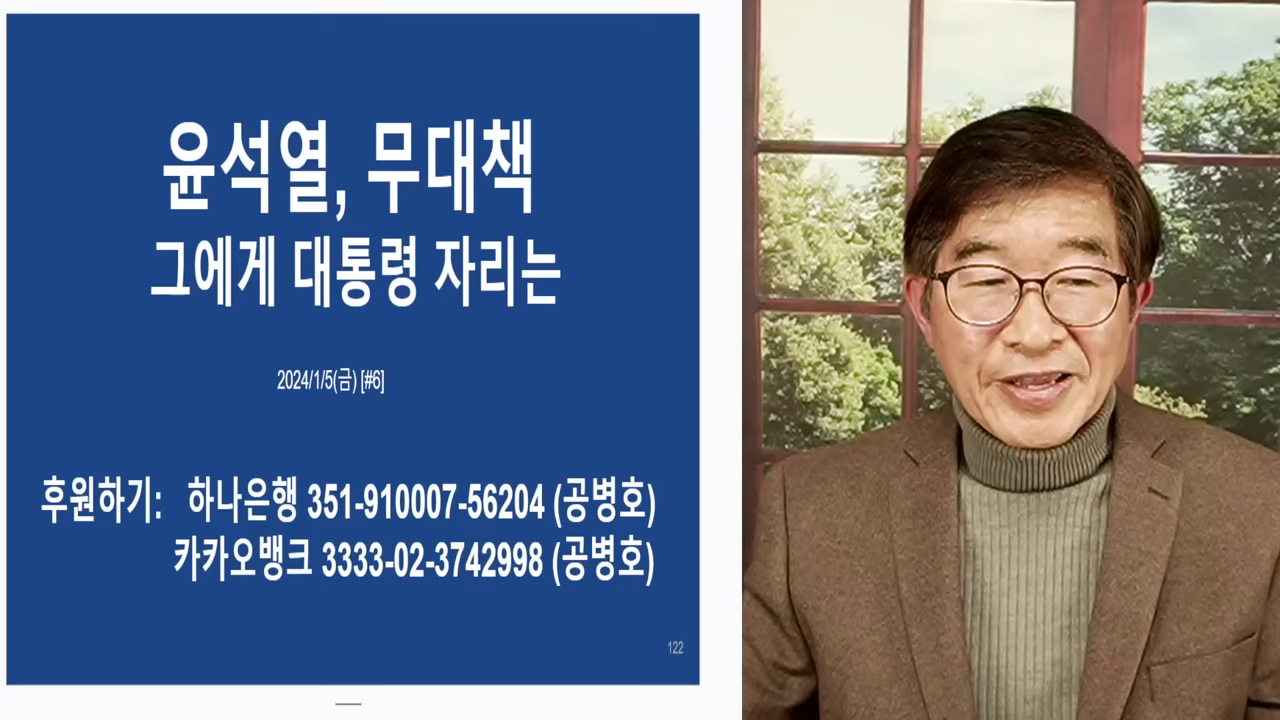 윤석열, 무대책
그에게 대통령 자리는
2024/1/5(금) [#6]
후원하기: 하나은행 351-910007-56204 (공병호)
카카오뱅크 3333-02-3742998 (공병호)
122